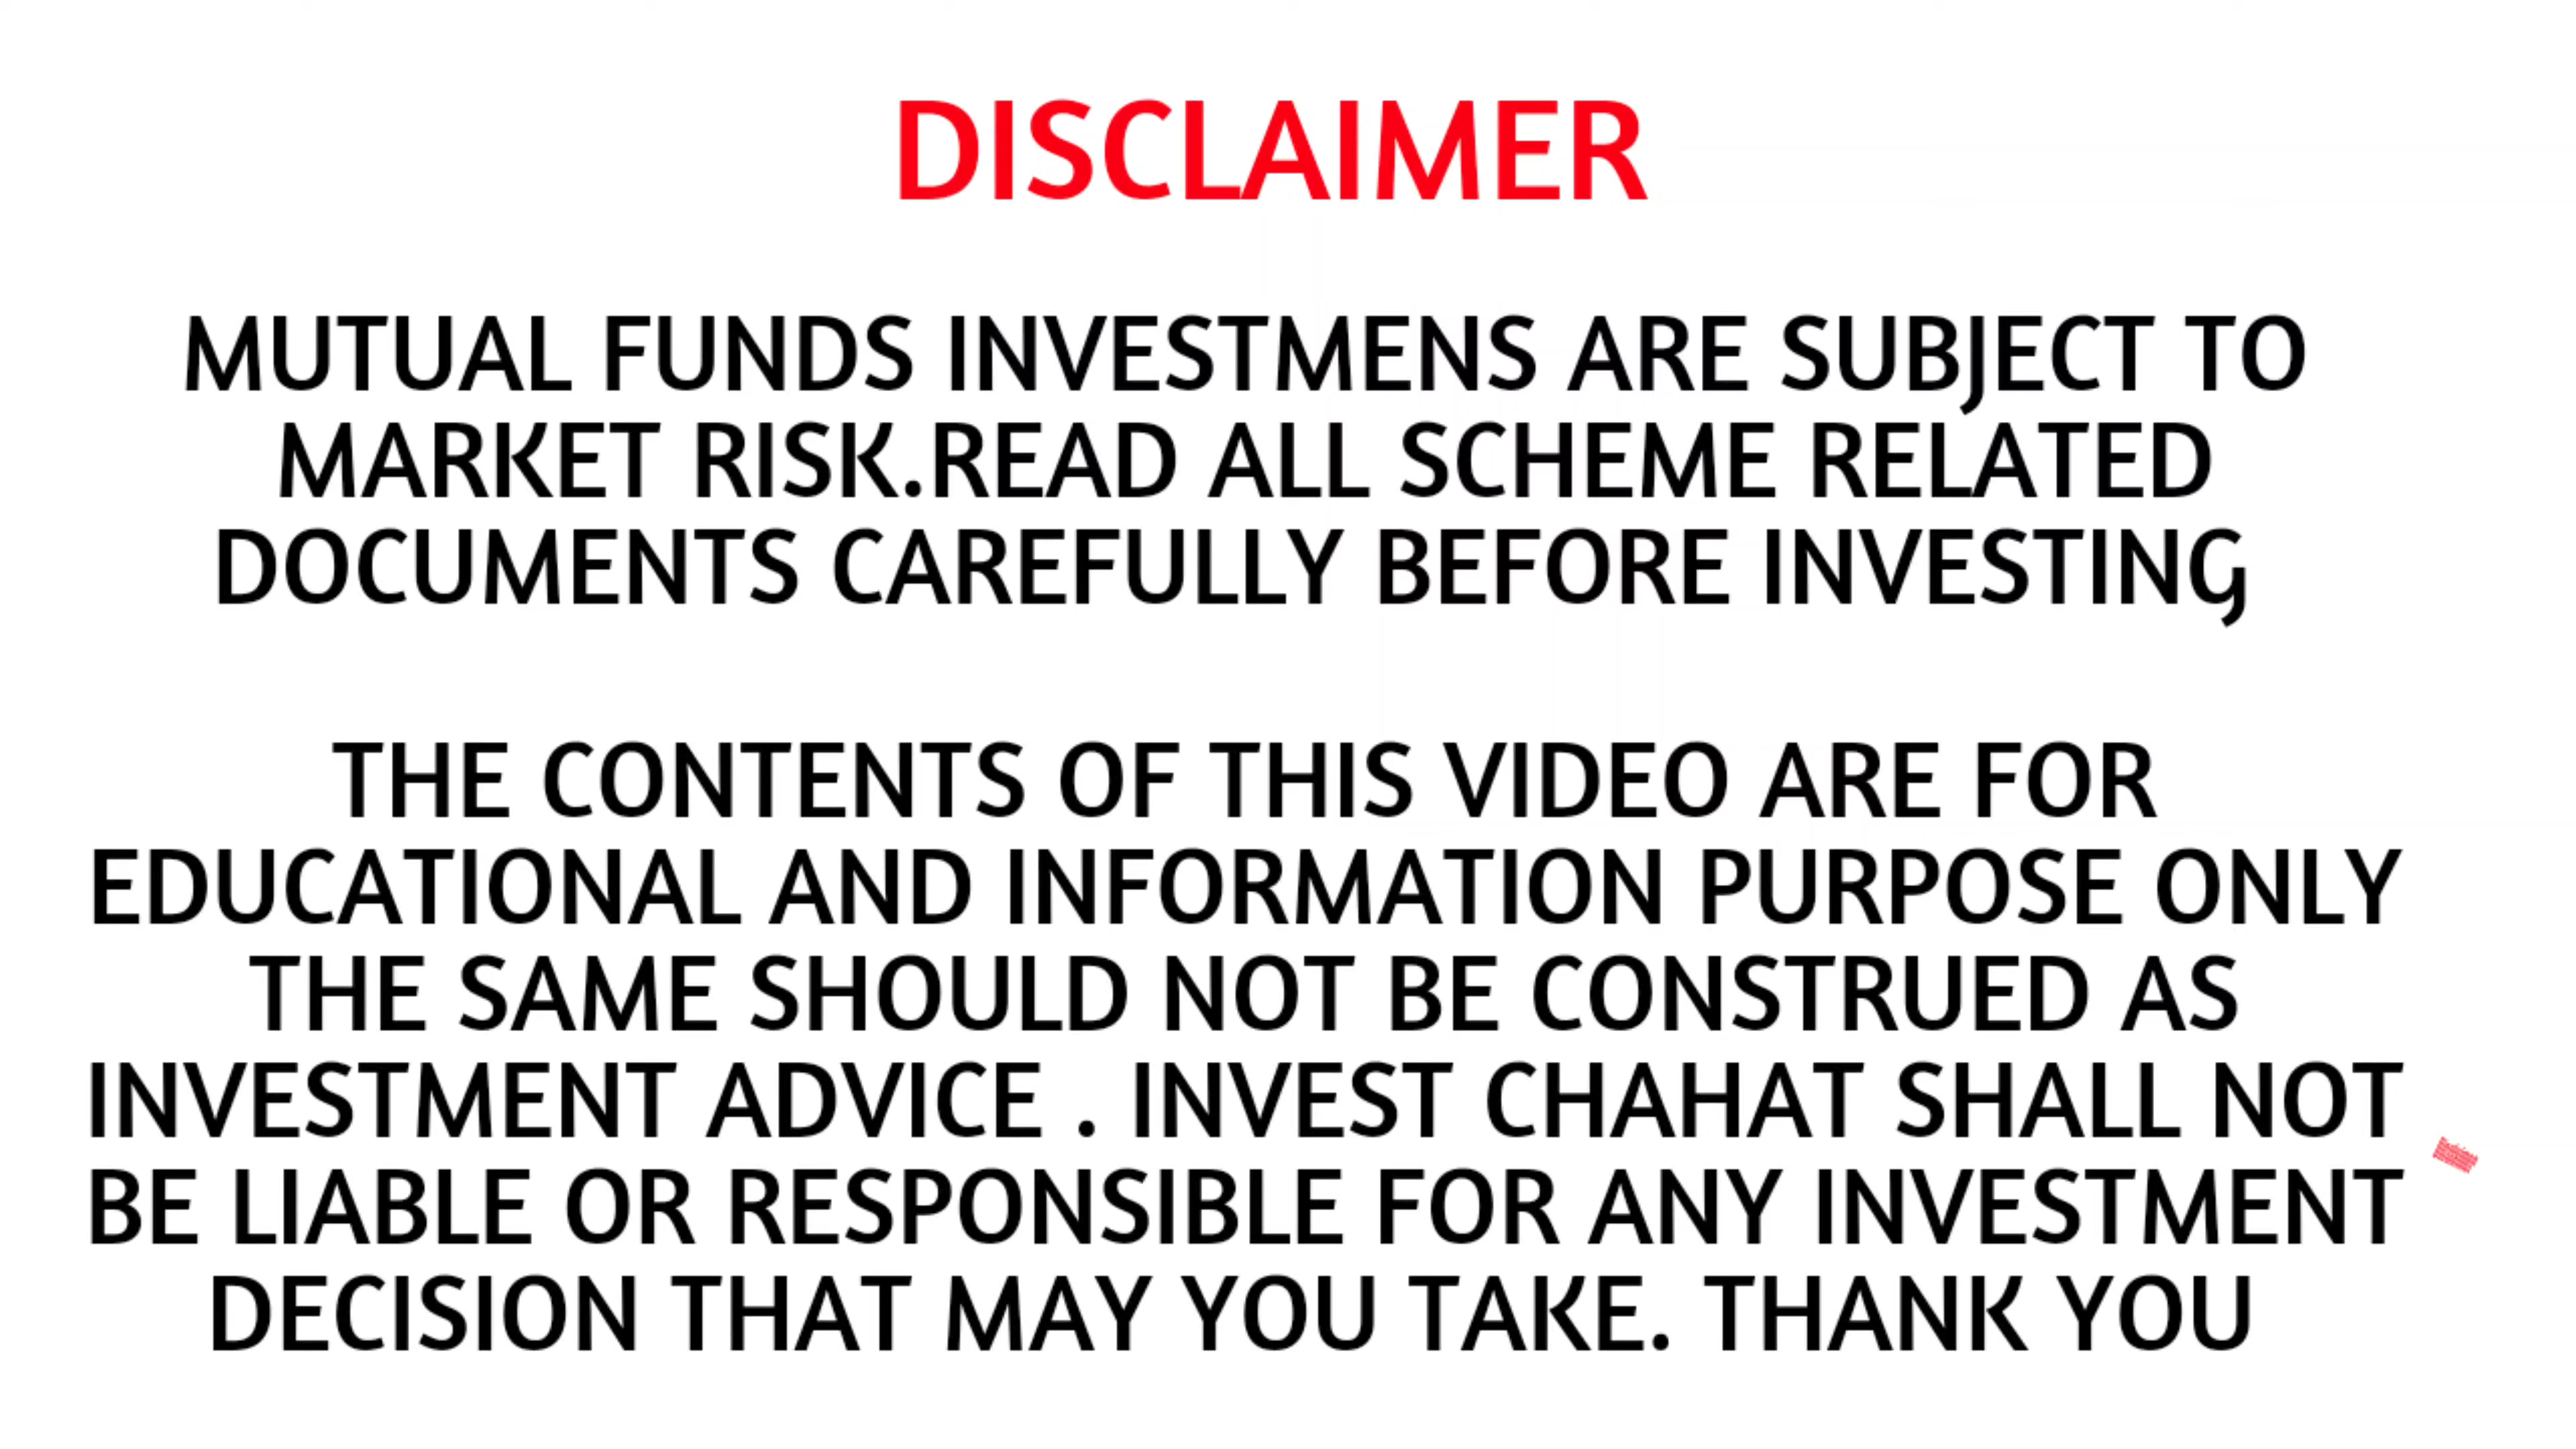 DISCLAIMER
MUTUAL FUNDS INVESTMENS ARE SUBJECT TO
MARKET RISK.READ ALL SCHEME RELATED
DOCUMENTS CAREFULLY BEFORE INVESTING
THE CONTENTS OF THIS VIDEO ARE FOR
EDUCATIONAL AND INFORMATION PURPOSE ONLY
THE SAME SHOULD NOT BE CONSTRUED AS
INVESTMENT ADVICE . INVEST CHAHAT SHALL NOT
BE LIABLE OR RESPONSIBLE FOR ANY INVESTMENT
DECISION THAT MAY YOU TAKE. THANK YOU